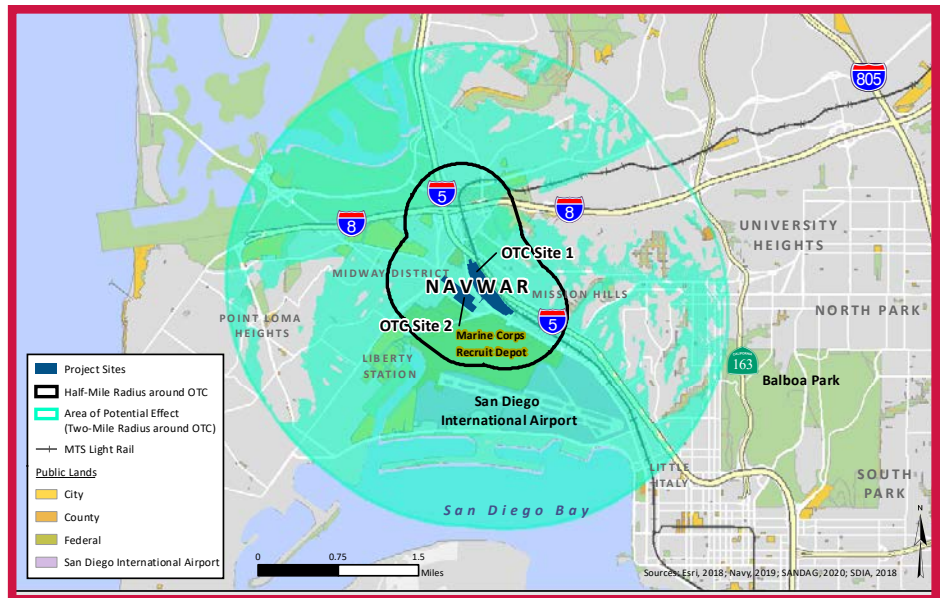 805
5
8
8
UNIVERSITY
HEIGHTS
OTC Site 1
MIDWAY DISTRICT
NAVWAR
MISSION HILLS
NORTH PARK
POINT LOMA
HEIGHTS
OTC Site 2
5
Marine Corps
Recruit Depot
LIBERTY
STATION
163
Balboa Park
San Diego
International Airport
LITTLE
ITALY
SOUTH
PARK
San Diego Bay
Project Sites
Half-Mile Radius around OTC
Area of Potential Effect
(Two-Mile Radius around OTC)
MTS Light Rail
Public Lands
City
County
Federal
San Diego International Airport
0 0.75 1.5
Miles
N
Sources: Esri, 2018; Navy, 2019; SANDAG, 2020; SDIA, 2018